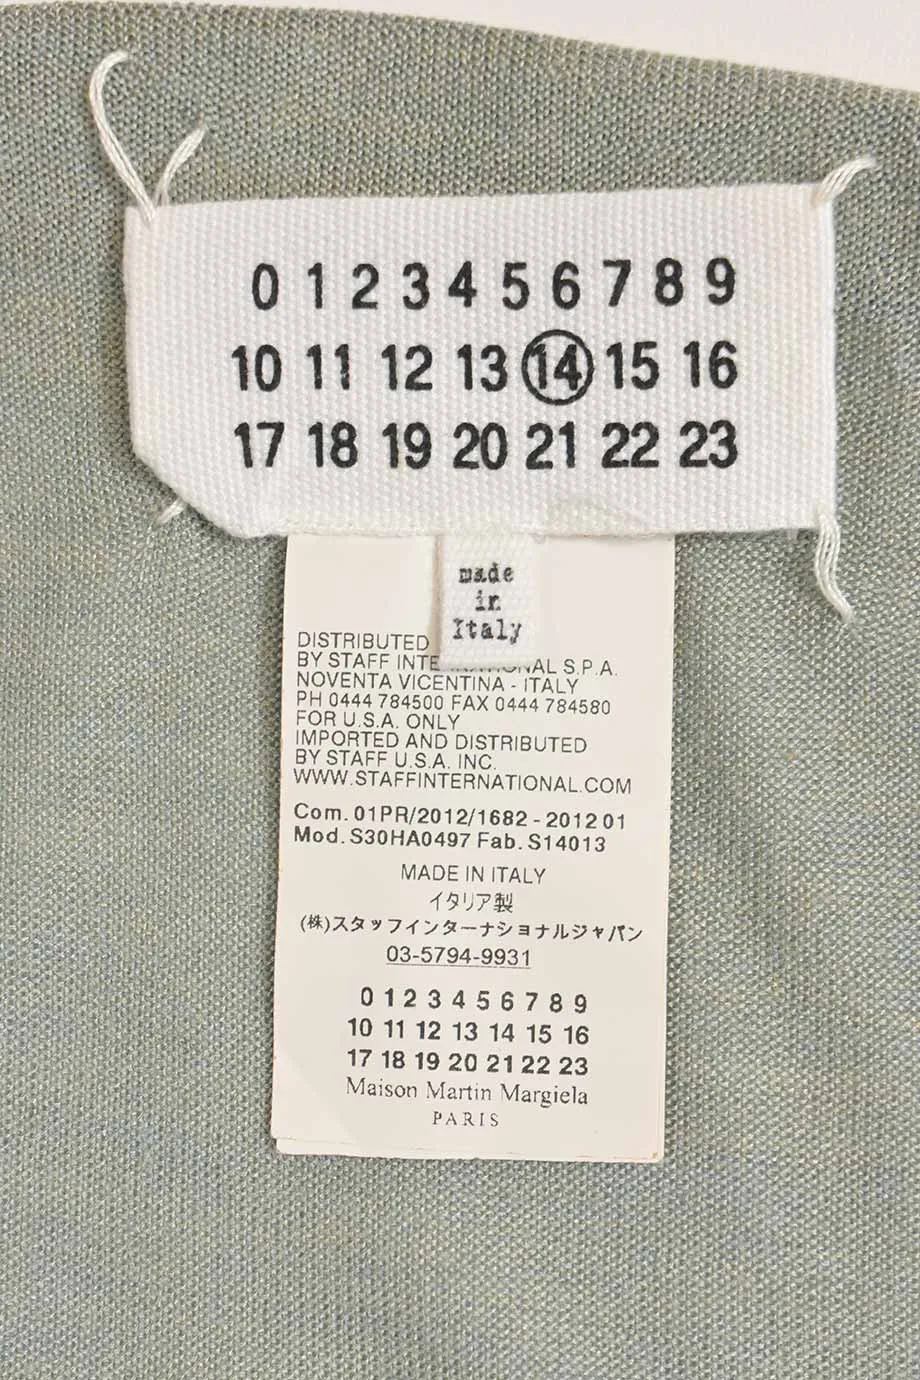 0 1 2 3 4 5 6 7 8 9
10 11 12 13 14 15 16
17 18 19 20 21 22 23
made
in
Italy
DISTRIBUTED
BY STAFF INTERNATIONAL S.P.A.
NOVENTA VICENTINA - ITALY
PH 0444 784500 FAX 0444 784580
FOR U.S.A. ONLY
IMPORTED AND DISTRIBUTED
BY STAFF U.S.A. INC.
WWW.STAFFINTERNATIONAL.COM
Com. 01PR/2012/1682 - 2012 01
Mod. S30HA0497 Fab. S14013
MADE IN ITALY
イタリア製
(株)スタッフインターナショナルジャパン
03-5794-9931
0 1 2 3 4 5 6 7 8 9
10 11 12 13 14 15 16
17 18 19 20 21 22 23
Maison Martin Margiela
PARIS